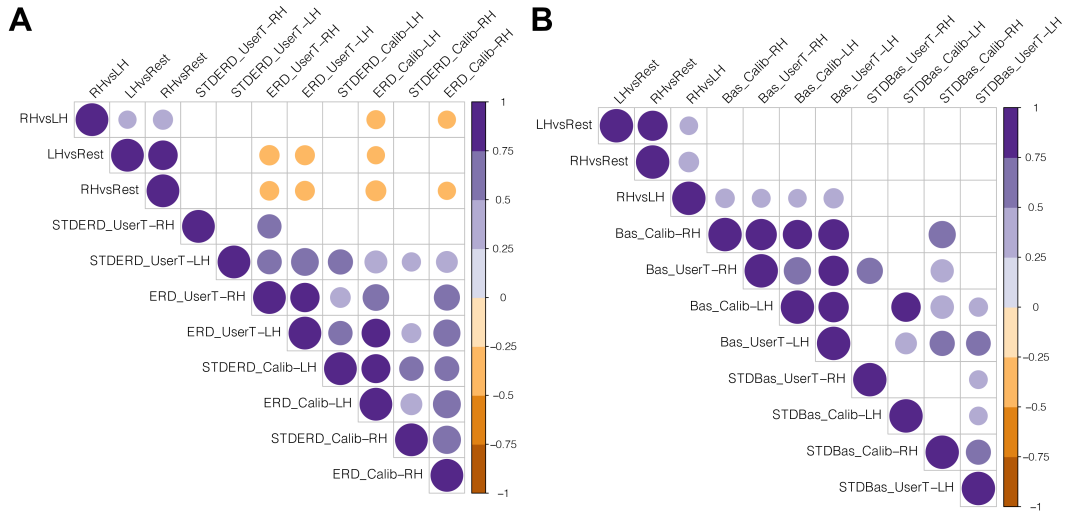 A
RHvsLH
LHvsRest
RHvsRest
STDERD_UserT−RH
STDERD_UserT−LH
ERD_UserT−RH
ERD_UserT−LH
STDERD_Calib−LH
ERD_Calib−LH
STDERD_Calib−RH
ERD_Calib−RH
RHvsLH
LHvsRest
RHvsRest
STDERD_UserT−RH
STDERD_UserT−LH
ERD_UserT−RH
ERD_UserT−LH
STDERD_Calib−LH
ERD_Calib−LH
STDERD_Calib−RH
ERD_Calib−RH
1
0.75
0.5
0.25
0
−0.25
−0.5
−0.75
−1
B
LHvsRest
RHvsRest
RHvsLH
Bas_Calib−RH
Bas_UserT−RH
Bas_Calib−LH
Bas_UserT−LH
STDBas_UserT−RH
STDBas_Calib−LH
STDBas_Calib−RH
STDBas_UserT−LH
LHvsRest
RHvsRest
RHvsLH
Bas_Calib−RH
Bas_UserT−RH
Bas_Calib−LH
Bas_UserT−LH
STDBas_UserT−RH
STDBas_Calib−LH
STDBas_Calib−RH
STDBas_UserT−LH
1
0.75
0.5
0.25
0
−0.25
−0.5
−0.75
−1